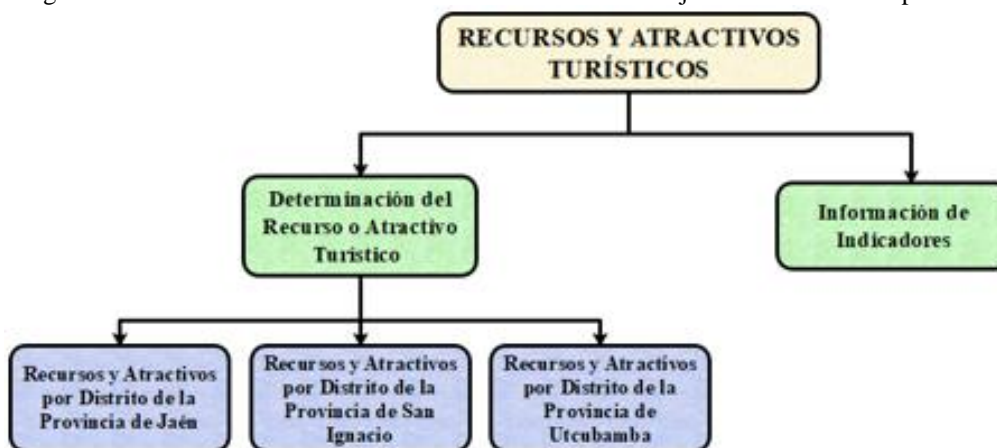 RECURSOS Y ATRACTIVOS
TURÍSTICOS
Determinación del
Recurso o Atractivo
Turístico
Información de
Indicadores
Recursos y Atractivos
por Distrito de la
Provincia de Jaén
Recursos y Atractivos
por Distrito de la
Provincia de San
Ignacio
Recursos y Atractivos
por Distrito de la
Provincia de
Utcubamba